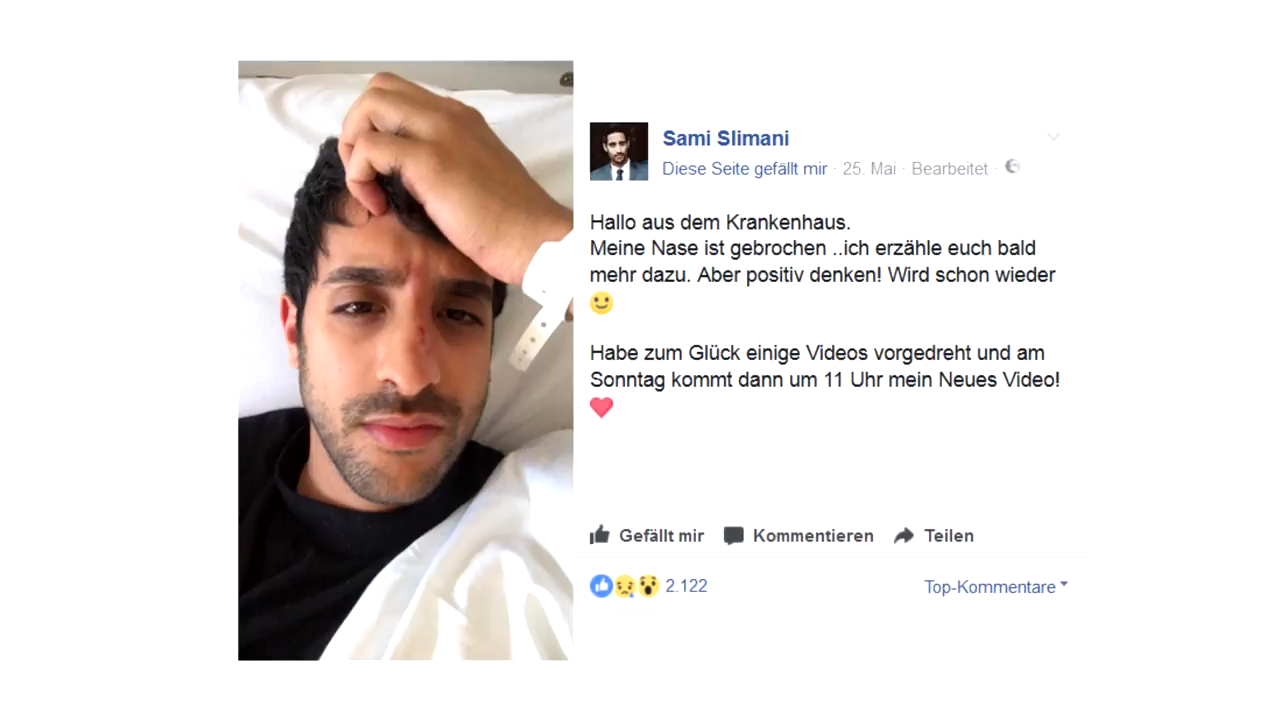 Sami Slimani
Diese Seite gefällt mir · 25. Mai · Bearbeitet ·
Hallo aus dem Krankenhaus.
Meine Nase ist gebrochen ..ich erzähle euch bald
mehr dazu. Aber positiv denken! Wird schon wieder
🙂
Habe zum Glück einige Videos vorgedreht und am
Sonntag kommt dann um 11 Uhr mein Neues Video!
❤
Gefällt mir Kommentieren Teilen
2.122 Top-Kommentare